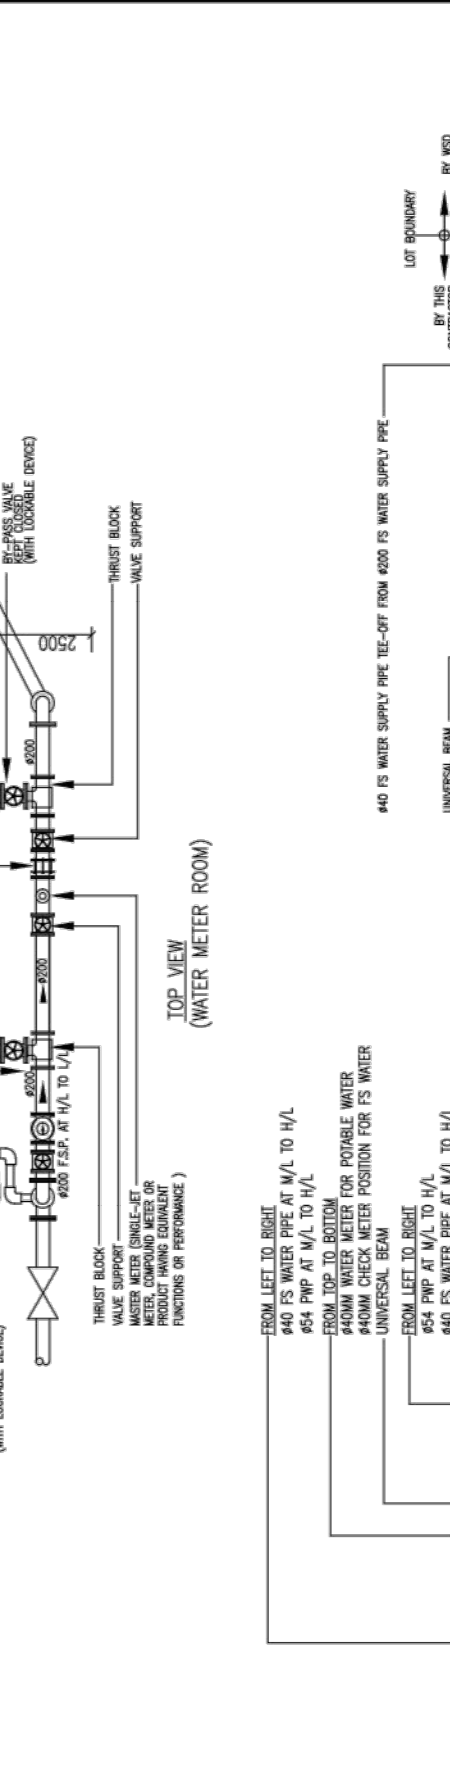 BY-PASS VALVE
KEPT CLOSED
(WITH LOCKABLE DEVICE)
THRUST BLOCK
VALVE SUPPORT
2500
ø200
ø200
ø200
ø200 F.S.P. AT H/L TO L/L
THRUST BLOCK
VALVE SUPPORT
MASTER METER (SINGLE-JET
METER, COMPOUND METER OR
PRODUCT HAVING EQUIVALENT
FUNCTIONS OR PERFORMANCE )
TOP VIEW
(WATER METER ROOM)
FROM LEFT TO RIGHT
ø40 FS WATER PIPE AT M/L TO H/L
ø54 PWP AT M/L TO H/L
FROM TOP TO BOTTOM
ø40MM WATER METER FOR POTABLE WATER
ø40MM CHECK METER POSITION FOR FS WATER
UNIVERSAL BEAM
FROM LEFT TO RIGHT
ø54 PWP AT M/L TO H/L
ø40 FS WATER PIPE AT M/L TO H/L
ø40 FS WATER SUPPLY PIPE TEE-OFF FROM ø200 FS WATER SUPPLY PIPE
UNIVERSAL BEAM
LOT BOUNDARY
BY THIS
BY WSD